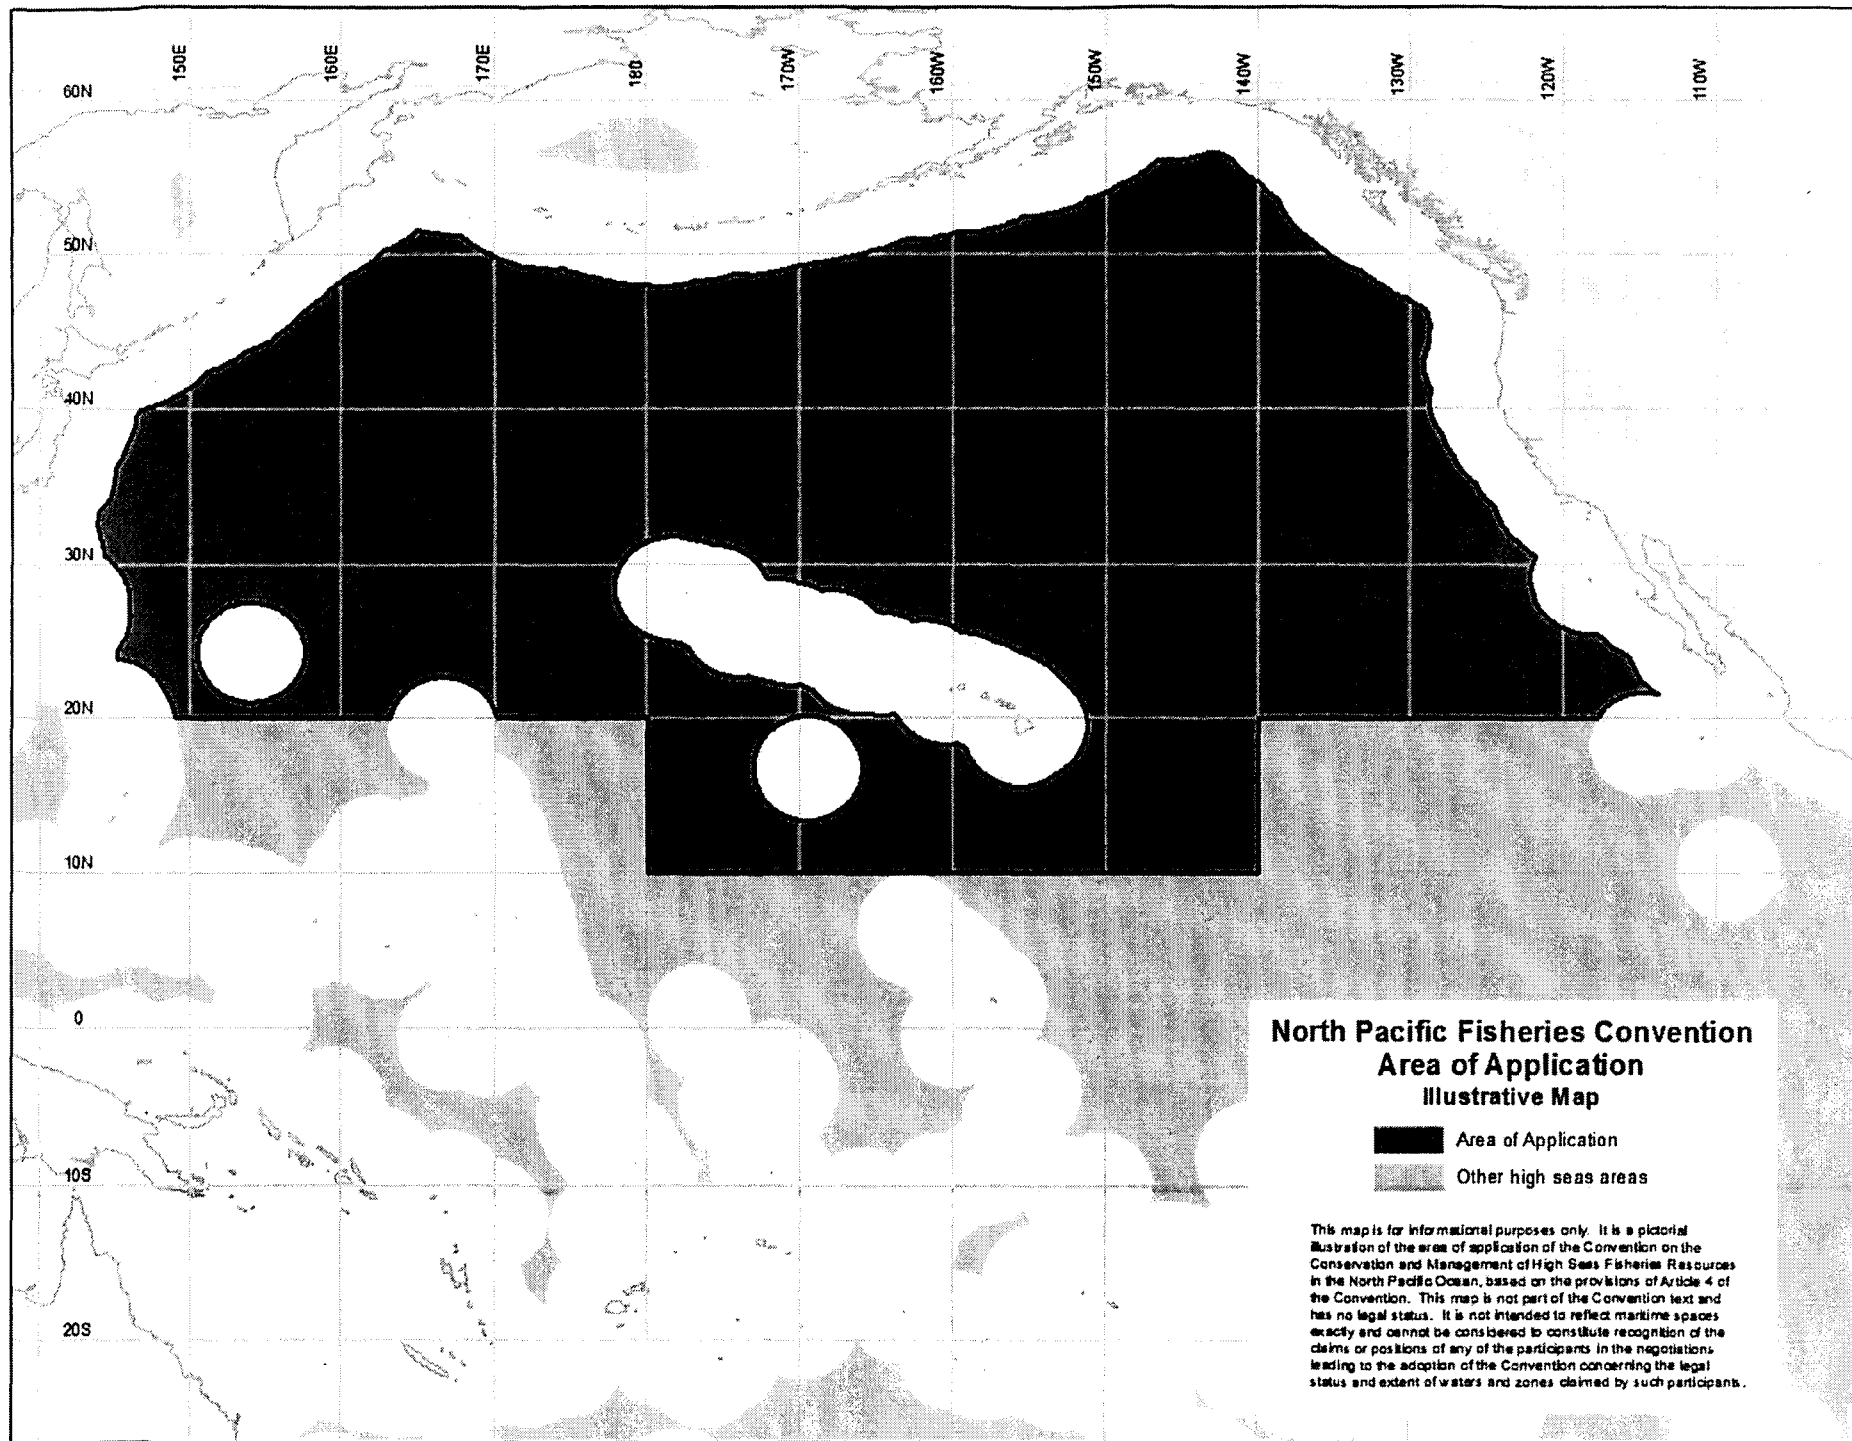 150E 160E 170E 180 170W 160W 150W 140W 130W 120W 110W
60N
50N
40N
30N
20N
10N
0
10S
20S
North Pacific Fisheries Convention
Area of Application
Illustrative Map
Area of Application
Other high seas areas
This map is for informational purposes only. It is a pictorial
illustration of the area of application of the Convention on the
Conservation and Management of High Seas Fisheries Resources
in the North Pacific Ocean, based on the provisions of Article 4 of
the Convention. This map is not part of the Convention text and
has no legal status. It is not intended to reflect maritime spaces
exactly and cannot be considered to constitute recognition of the
claims or positions of any of the participants in the negotiations
leading to the adoption of the Convention concerning the legal
status and extent of waters and zones claimed by such participants.